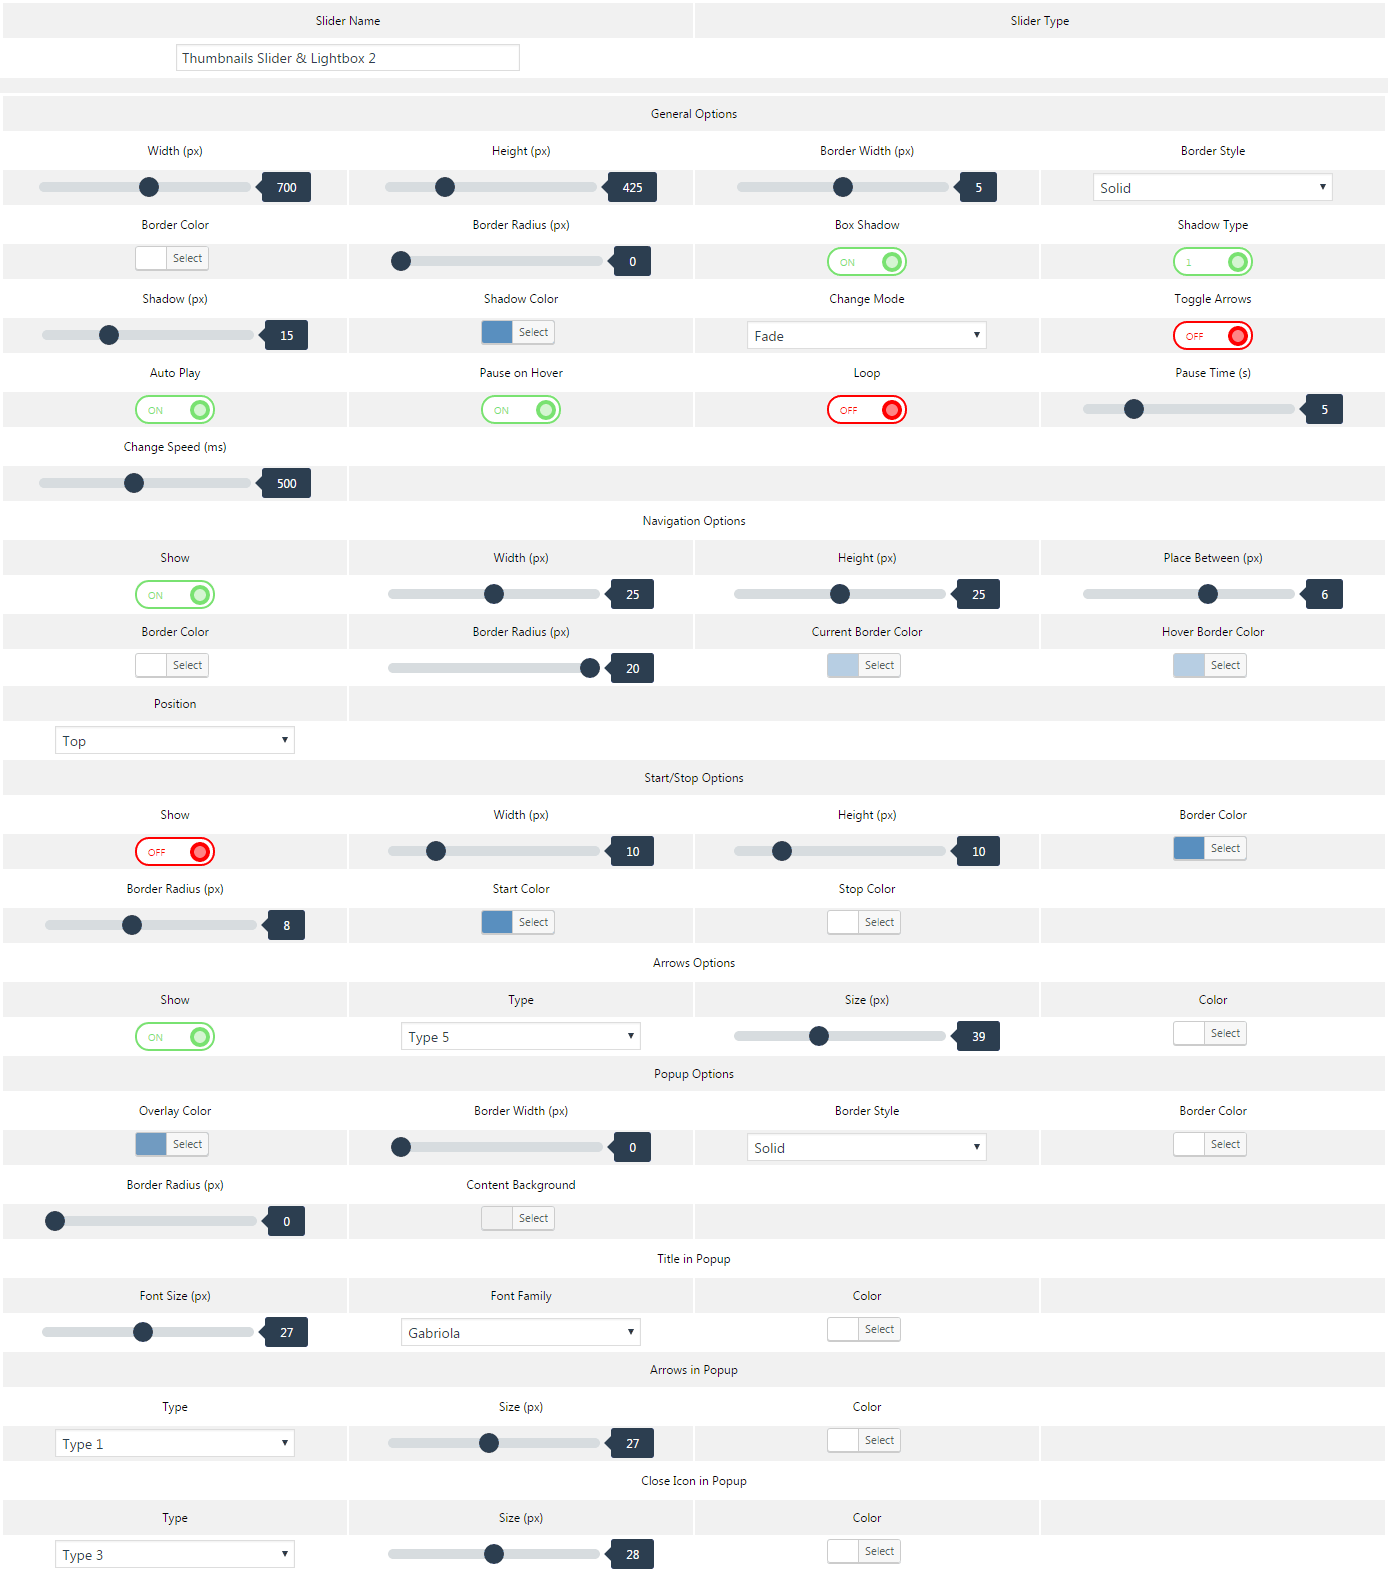 Slider Name Slider Type
Thumbnails Slider & Lightbox 2
General Options
Width (px) Height (px) Border Width (px) Border Style
700 425 5 Solid
Border Color Border Radius (px) Box Shadow Shadow Type
Select 0 ON 1
Shadow (px) Shadow Color Change Mode Toggle Arrows
15 Select Fade OFF
Auto Play Pause on Hover Loop Pause Time (s)
ON ON OFF 5
Change Speed (ms)
500
Navigation Options
Show Width (px) Height (px) Place Between (px)
ON 25 25 6
Border Color Border Radius (px) Current Border Color Hover Border Color
Select 20 Select Select
Position
Top
Start/Stop Options
Show Width (px) Height (px) Border Color
OFF 10 10 Select
Border Radius (px) Start Color Stop Color
8 Select Select
Arrows Options
Show Type Size (px) Color
ON Type 5 39 Select
Popup Options
Overlay Color Border Width (px) Border Style Border Color
Select 0 Solid Select
Border Radius (px) Content Background
0 Select
Title in Popup
Font Size (px) Font Family Color
27 Gabriola Select
Arrows in Popup
Type Size (px) Color
Type 1 27 Select
Close Icon in Popup
Type Size (px) Color
Type 3 28 Select